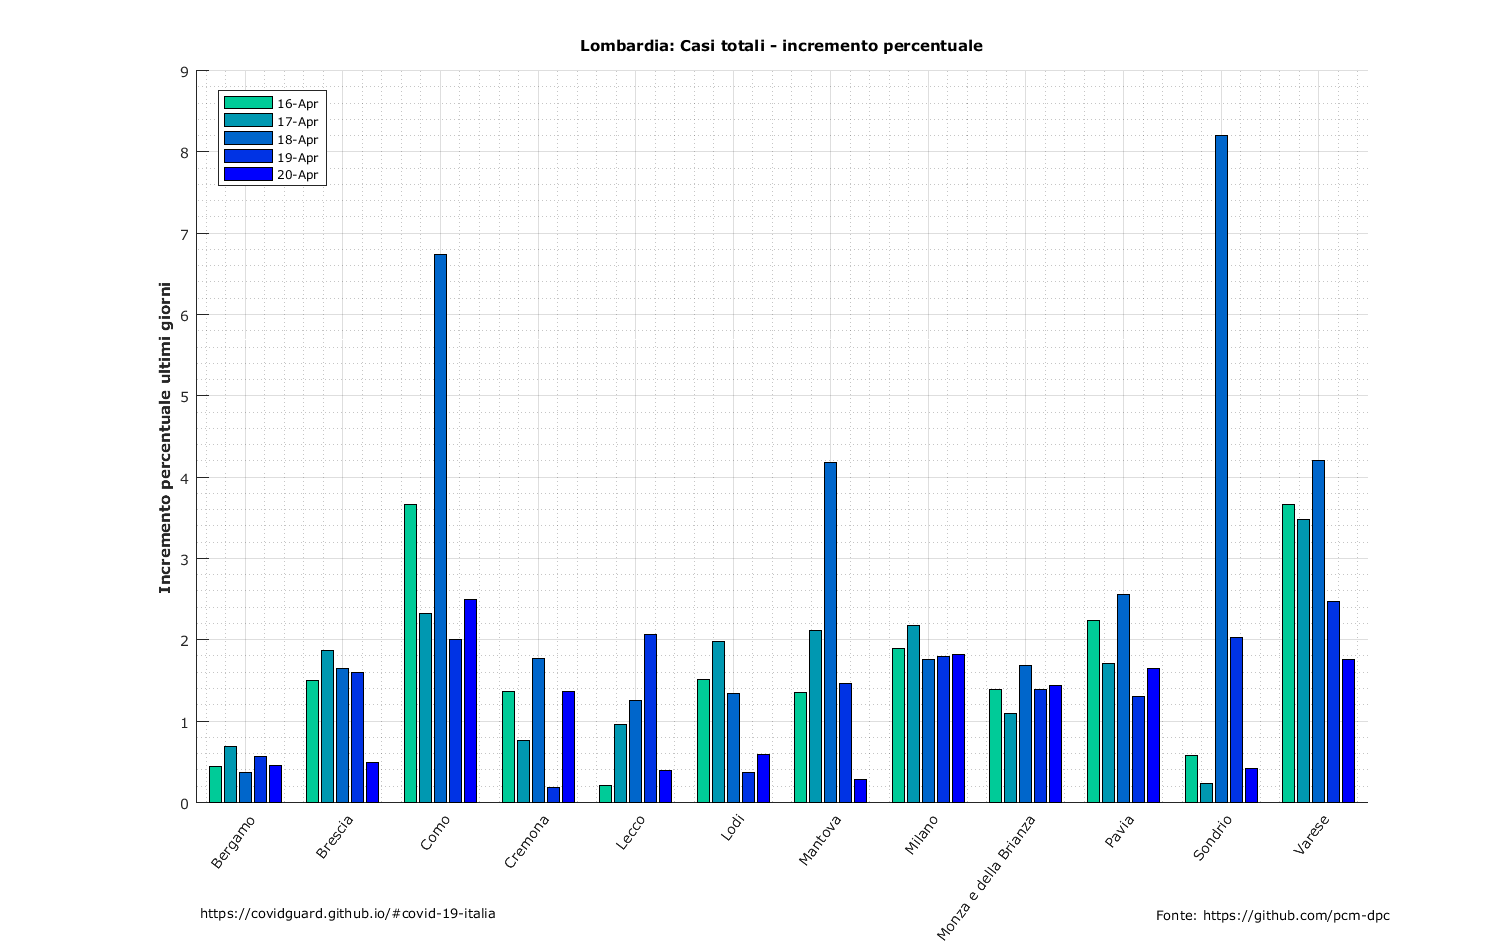 Lombardia: Casi totali - incremento percentuale
Incremento percentuale ultimi giorni
9
8
7
6
5
4
3
2
1
0
16-Apr
17-Apr
18-Apr
19-Apr
20-Apr
Bergamo
Brescia
Como
Cremona
Lecco
Lodi
Mantova
Milano
Monza e della Brianza
Pavia
Sondrio
Varese
https://covidguard.github.io/#covid-19-italia
Fonte: https://github.com/pcm-dpc